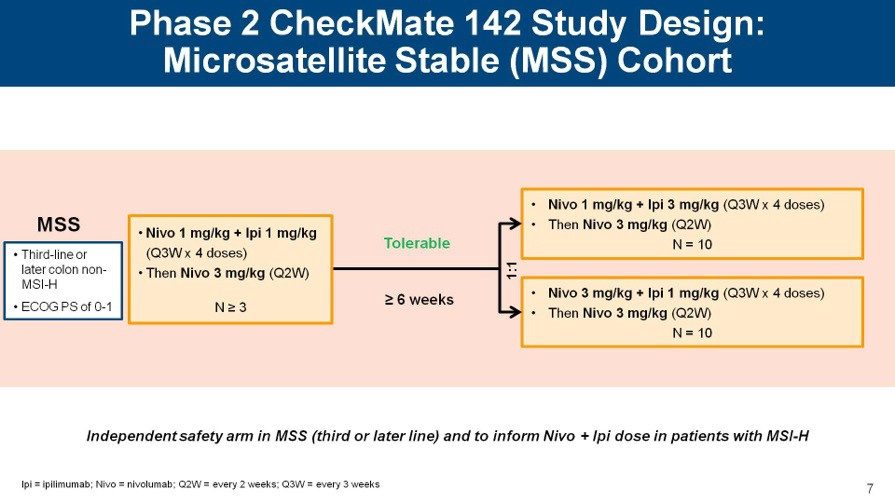 Phase 2 CheckMate 142 Study Design:
Microsatellite Stable (MSS) Cohort
MSS
• Third-line or
later colon non-
MSI-H
• ECOG PS of 0-1
• Nivo 1 mg/kg + Ipi 1 mg/kg
(Q3W x 4 doses)
• Then Nivo 3 mg/kg (Q2W)
N ≥ 3
Tolerable
≥ 6 weeks
1:1
• Nivo 1 mg/kg + Ipi 3 mg/kg (Q3W x 4 doses)
• Then Nivo 3 mg/kg (Q2W)
N = 10
• Nivo 3 mg/kg + Ipi 1 mg/kg (Q3W x 4 doses)
• Then Nivo 3 mg/kg (Q2W)
N = 10
Independent safety arm in MSS (third or later line) and to inform Nivo + Ipi dose in patients with MSI-H
Ipi = ipilimumab; Nivo = nivolumab; Q2W = every 2 weeks; Q3W = every 3 weeks
7